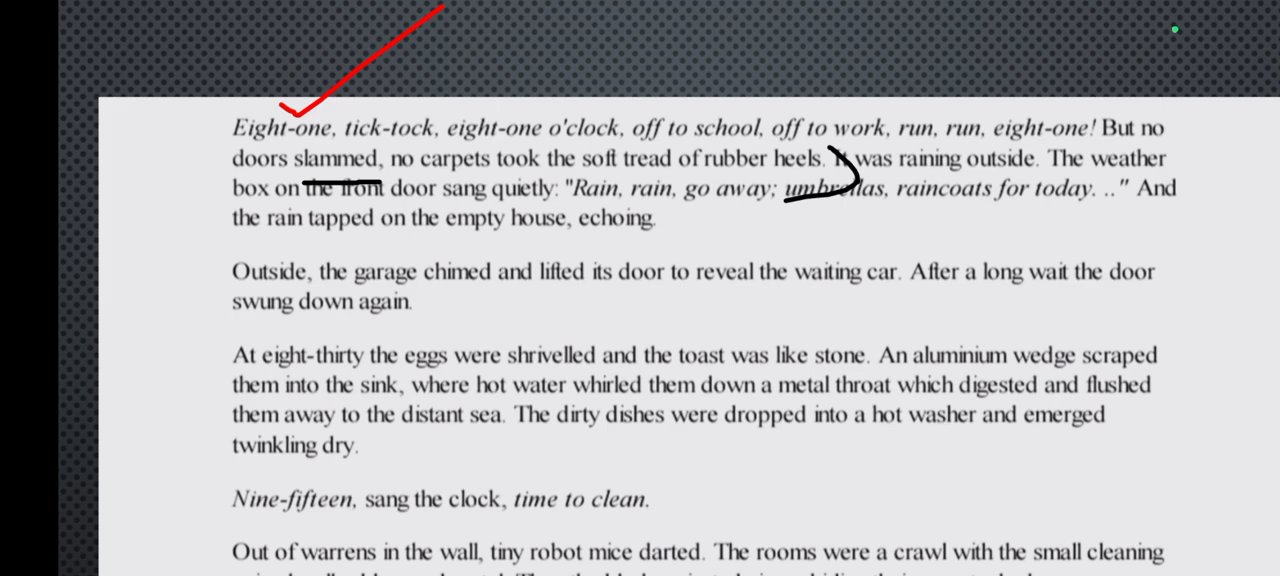 Eight-one, tick-tock, eight-one o'clock, off to school, off to work, run, run, eight-one! But no
doors slammed, no carpets took the soft tread of rubber heels. It was raining outside. The weather
box on the front door sang quietly: "Rain, rain, go away; umbrellas, raincoats for today. .." And
the rain tapped on the empty house, echoing.
Outside, the garage chimed and lifted its door to reveal the waiting car. After a long wait the door
swung down again.
At eight-thirty the eggs were shrivelled and the toast was like stone. An aluminium wedge scraped
them into the sink, where hot water whirled them down a metal throat which digested and flushed
them away to the distant sea. The dirty dishes were dropped into a hot washer and emerged
twinkling dry.
Nine-fifteen, sang the clock, time to clean.
Out of warrens in the wall, tiny robot mice darted. The rooms were a crawl with the small cleaning